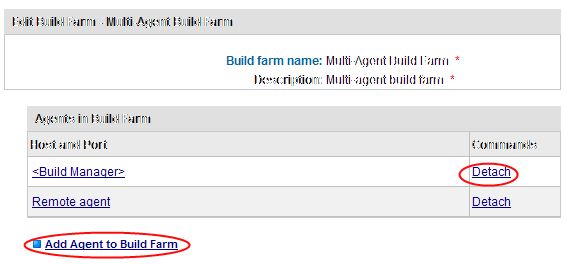 Edit Build Farm - Multi-Agent Build Farm
Build farm name: Multi-Agent Build Farm *
Description: Multi-agent build farm *
Agents in Build Farm
Host and Port Commands
<Build Manager> Detach
Remote agent Detach
Add Agent to Build Farm